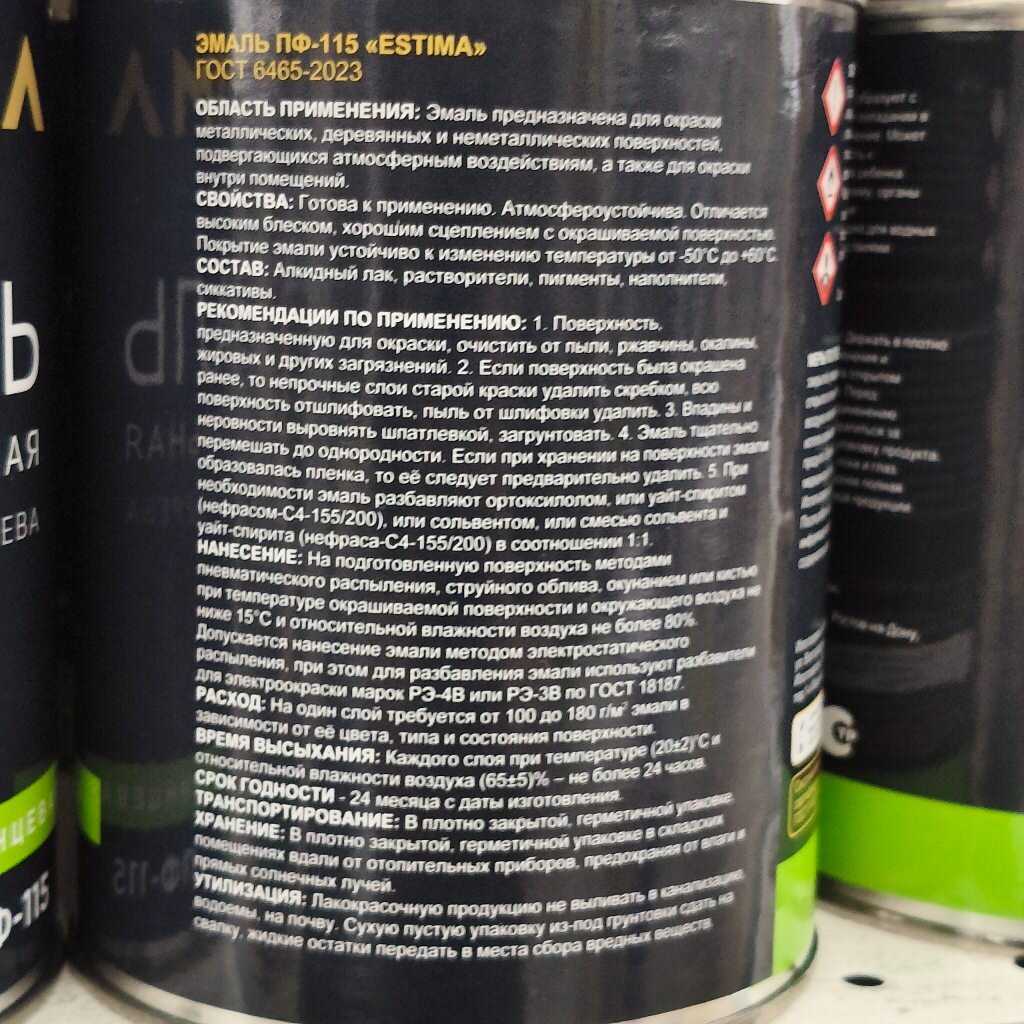 ЭМАЛЬ ПФ-115 «ESTIMA»
ГОСТ 6465-2023
ОБЛАСТЬ ПРИМЕНЕНИЯ: Эмаль предназначена для окраски
металлических, деревянных и неметаллических поверхностей,
подвергающихся атмосферным воздействиям, а также для окраски
внутри помещений.
СВОЙСТВА: Готова к применению. Атмосфероустойчива. Отличается
высоким блеском, хорошим сцеплением с окрашиваемой поверхностью.
Покрытие эмали устойчиво к изменению температуры от -50°С до +60°С.
СОСТАВ: Алкидный лак, растворители, пигменты, наполнители,
сиккативы.
РЕКОМЕНДАЦИИ ПО ПРИМЕНЕНИЮ: 1. Поверхность,
предназначенную для окраски, очистить от пыли, ржавчины, окалины,
жировых и других загрязнений. 2. Если поверхность была окрашена
ранее, то непрочные слои старой краски удалить скребком, всю
поверхность отшлифовать, пыль от шлифовки удалить. 3. Впадины и
неровности выровнять шпатлевкой, загрунтовать. 4. Эмаль тщательно
перемешать до однородности. Если при хранении на поверхности эмали
образовалась пленка, то её следует предварительно удалить. 5. При
необходимости эмаль разбавляют ортоксилолом, или уайт-спиритом
(нефрасом-С4-155/200), или сольвентом, или смесью сольвента и
уайт-спирита (нефраса-С4-155/200) в соотношении 1:1.
НАНЕСЕНИЕ: На подготовленную поверхность методами
пневматического распыления, струйного облива, окунанием или кистью
при температуре окрашиваемой поверхности и окружающего воздуха не
ниже 15°С и относительной влажности воздуха не более 80%.
Допускается нанесение эмали методом электростатического
распыления, при этом для разбавления эмали используют разбавители
для электроокраски марок РЭ-4В или РЭ-3В по ГОСТ 18187.
РАСХОД: На один слой требуется от 100 до 180 г/м² эмали в
зависимости от её цвета, типа и состояния поверхности.
ВРЕМЯ ВЫСЫХАНИЯ: Каждого слоя при температуре (20±2)°С и
относительной влажности воздуха (65±5)% – не более 24 часов.
СРОК ГОДНОСТИ - 24 месяца с даты изготовления.
ТРАНСПОРТИРОВАНИЕ: В плотно закрытой, герметичной упаковке.
ХРАНЕНИЕ: В плотно закрытой, герметичной упаковке в складских
помещениях вдали от отопительных приборов, предохраняя от влаги и
прямых солнечных лучей.
УТИЛИЗАЦИЯ: Лакокрасочную продукцию не выливать в канализацию,
водоемы, на почву. Сухую пустую упаковку из-под грунтовки сдать на
свалку, жидкие остатки передать в места сбора вредных веществ.